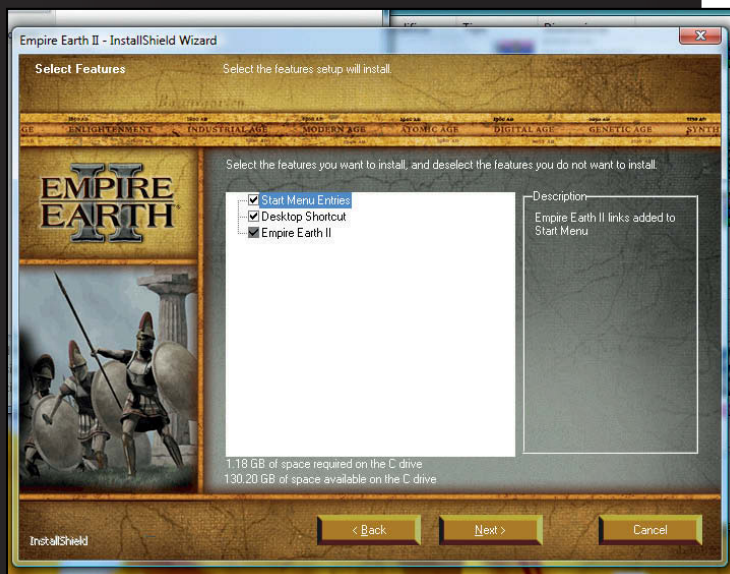 Empire Earth II - InstallShield Wizard
Select Features
Select the features setup will install.
ENLIGHTENMENT INDUSTRIAL AGE MODERN AGE ATOMIC AGE DIGITAL AGE GENETIC AGE SYNTH
Select the features you want to install, and deselect the features you do not want to install.
EMPIRE
EARTH
II
Start Menu Entries
Desktop Shortcut
Empire Earth II
Description
Empire Earth II links added to
Start Menu
1.18 GB of space required on the C drive
130.20 GB of space available on the C drive
InstallShield
< Back
Next >
Cancel